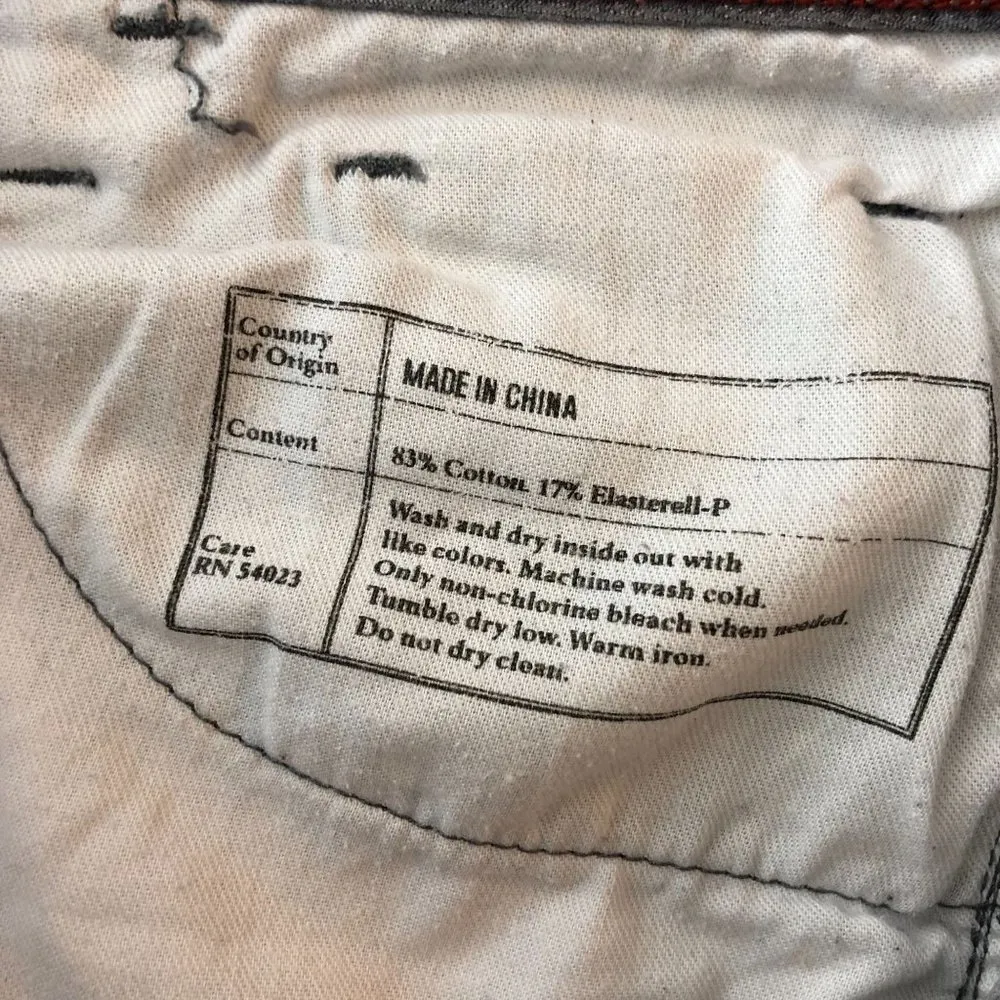 Country
of Origin
MADE IN CHINA
Content
83% Cotton. 17% Elasterell-P
Care
RN 54023
Wash and dry inside out with
like colors. Machine wash cold.
Only non-chlorine bleach when needed.
Tumble dry low. Warm iron.
Do not dry clean.